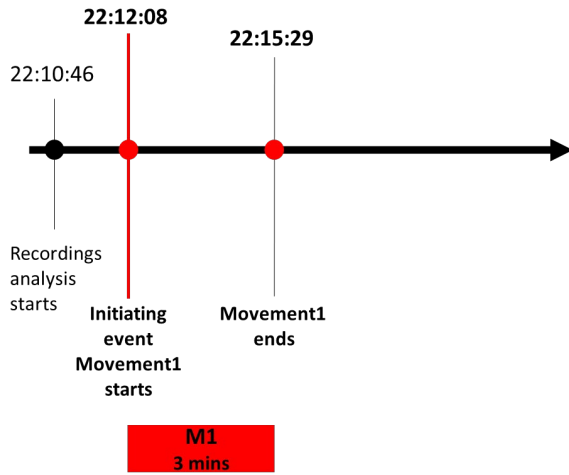 22:12:08
22:15:29
22:10:46
Recordings
analysis
starts
Initiating
event
Movement1
starts
Movement1
ends
M1
3 mins